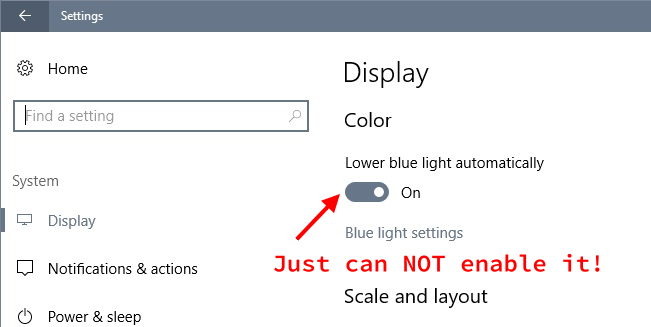 Settings
Home
Find a setting
System
Display
Notifications & actions
Power & sleep
Display
Color
Lower blue light automatically
On
Blue light settings
Just can NOT enable it!
Scale and layout